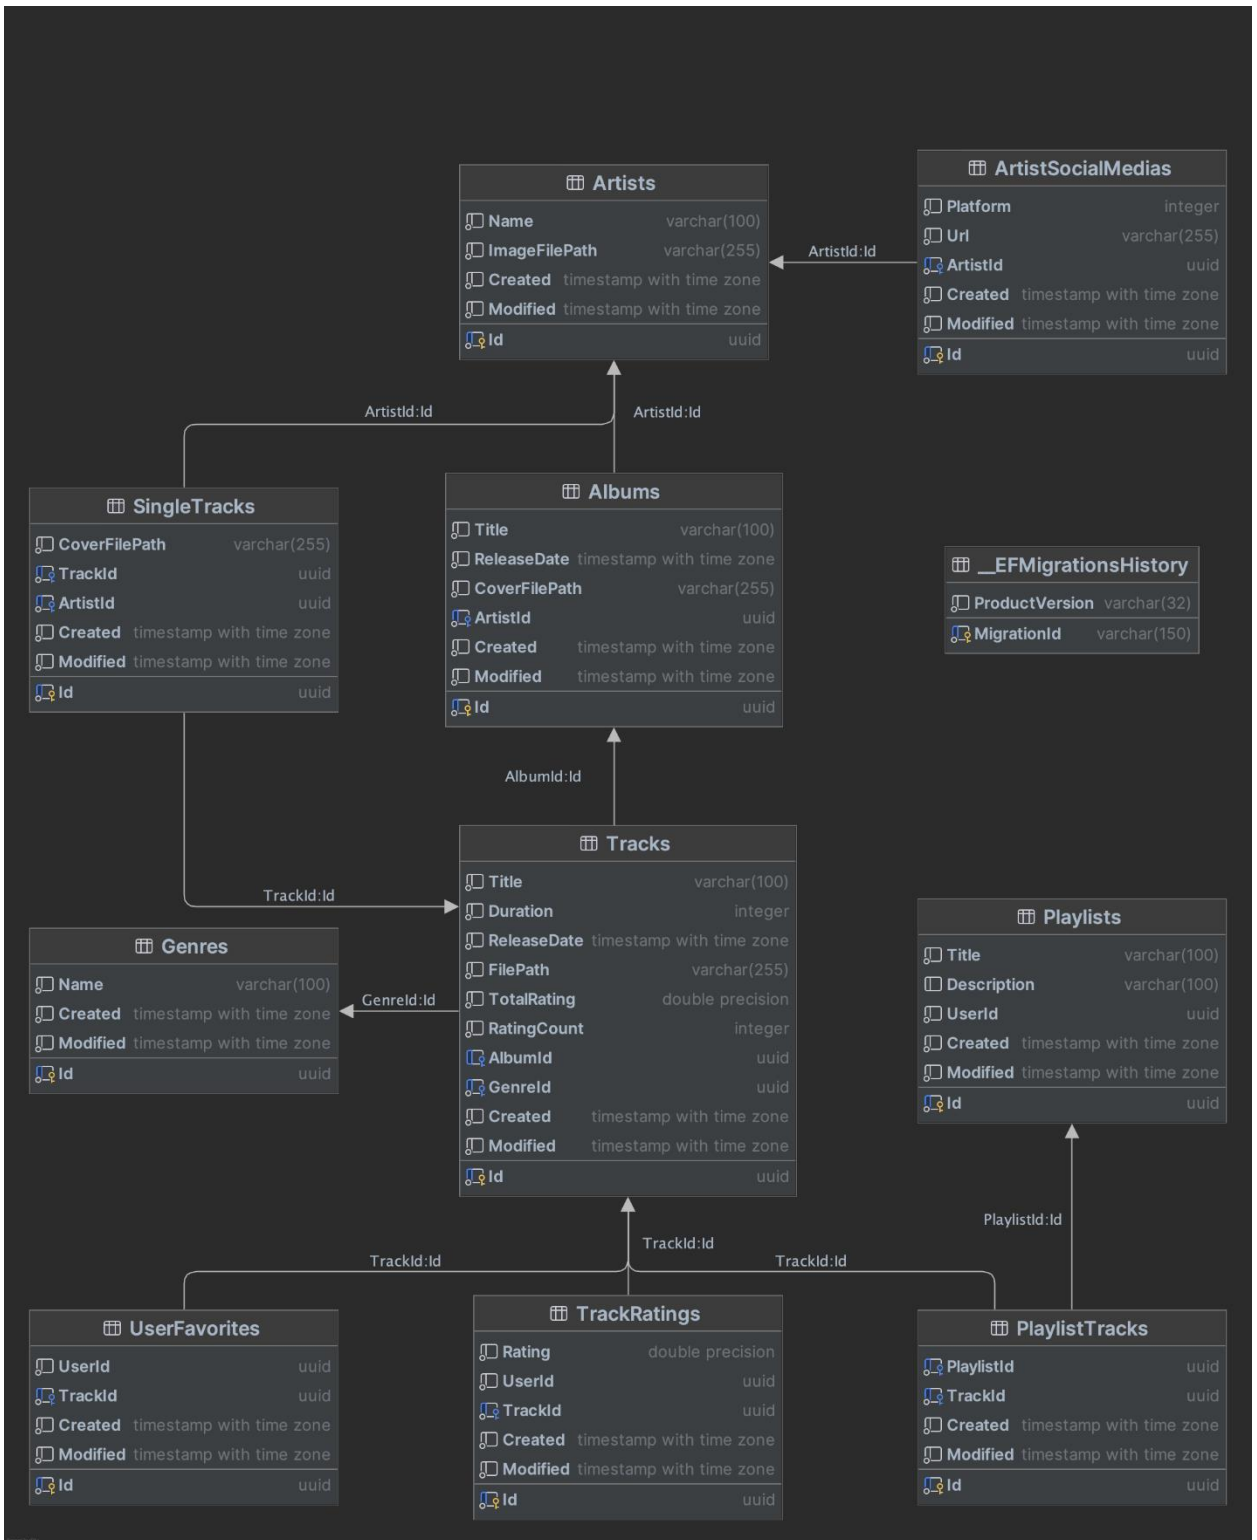 Artists
Name varchar(100)
ImageFilePath varchar(255)
Created timestamp with time zone
Modified timestamp with time zone
Id uuid
ArtistSocialMedias
Platform integer
Url varchar(255)
ArtistId uuid
Created timestamp with time zone
Modified timestamp with time zone
Id uuid
ArtistId:Id
ArtistId:Id
ArtistId:Id
SingleTracks
CoverFilePath varchar(255)
TrackId uuid
ArtistId uuid
Created timestamp with time zone
Modified timestamp with time zone
Id uuid
Albums
Title varchar(100)
ReleaseDate timestamp with time zone
CoverFilePath varchar(255)
ArtistId uuid
Created timestamp with time zone
Modified timestamp with time zone
Id uuid
__EFMigrationsHistory
ProductVersion varchar(32)
MigrationId varchar(150)
AlbumId:Id
TrackId:Id
Genres
Name varchar(100)
Created timestamp with time zone
Modified timestamp with time zone
Id uuid
GenreId:Id
Tracks
Title varchar(100)
Duration integer
ReleaseDate timestamp with time zone
FilePath varchar(255)
TotalRating double precision
RatingCount integer
AlbumId uuid
GenreId uuid
Created timestamp with time zone
Modified timestamp with time zone
Id uuid
Playlists
Title varchar(100)
Description varchar(100)
UserId uuid
Created timestamp with time zone
Modified timestamp with time zone
Id uuid
PlaylistId:Id
TrackId:Id
TrackId:Id
TrackId:Id
UserFavorites
UserId uuid
TrackId uuid
Created timestamp with time zone
Modified timestamp with time zone
Id uuid
TrackRatings
Rating double precision
UserId uuid
TrackId uuid
Created timestamp with time zone
Modified timestamp with time zone
Id uuid
PlaylistTracks
PlaylistId uuid
TrackId uuid
Created timestamp with time zone
Modified timestamp with time zone
Id uuid